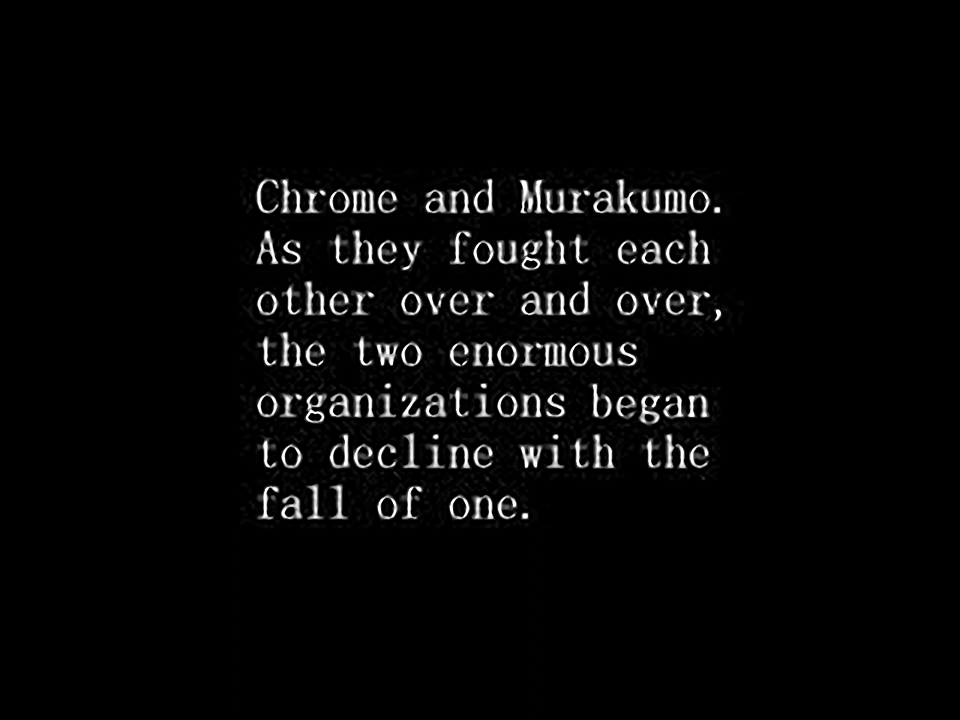 Chrome and Murakumo.
As they fought each
other over and over,
the two enormous
organizations began
to decline with the
fall of one.